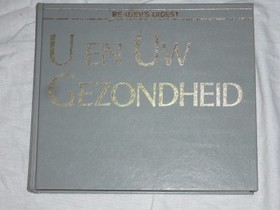 READER'S DIGEST
U EN UW
GEZONDHEID